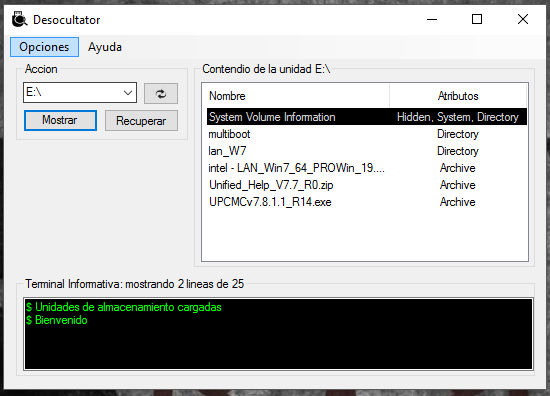 Desocultador
Opciones Ayuda
Accion
E:\
Mostrar Recuperar
Contendio de la unidad E:\
Nombre Atributos
System Volume Information Hidden, System, Directory
multiboot Directory
lan_W7 Directory
intel - LAN_Win7_64_PROWin_19.... Archive
Unified_Help_V7.7_R0.zip Archive
UPCMCv7.8.1.1_R14.exe Archive
Terminal Informativa: mostrando 2 lineas de 25
$ Unidades de almacenamiento cargadas
$ Bienvenido